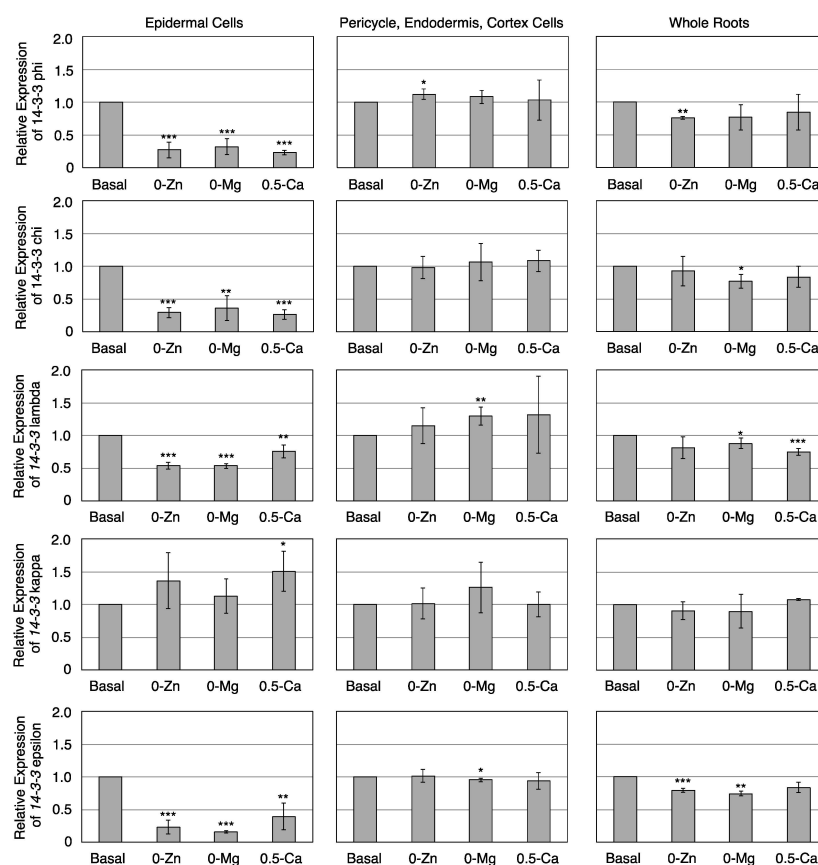 Epidermal Cells
Pericycle, Endodermis, Cortex Cells
Whole Roots
Relative Expression
of 14-3-3 phi
2.0
1.5
1.0
0.5
0
***
***
***
Basal 0-Zn 0-Mg 0.5-Ca
*
Basal 0-Zn 0-Mg 0.5-Ca
**
Basal 0-Zn 0-Mg 0.5-Ca
Relative Expression
of 14-3-3 chi
2.0
1.5
1.0
0.5
0
***
**
***
Basal 0-Zn 0-Mg 0.5-Ca
Basal 0-Zn 0-Mg 0.5-Ca
*
Basal 0-Zn 0-Mg 0.5-Ca
Relative Expression
of 14-3-3 lambda
2.0
1.5
1.0
0.5
0
***
***
**
Basal 0-Zn 0-Mg 0.5-Ca
**
Basal 0-Zn 0-Mg 0.5-Ca
*
***
Basal 0-Zn 0-Mg 0.5-Ca
Relative Expression
of 14-3-3 kappa
2.0
1.5
1.0
0.5
0
*
Basal 0-Zn 0-Mg 0.5-Ca
Basal 0-Zn 0-Mg 0.5-Ca
Basal 0-Zn 0-Mg 0.5-Ca
Relative Expression
of 14-3-3 epsilon
2.0
1.5
1.0
0.5
0
***
***
**
Basal 0-Zn 0-Mg 0.5-Ca
*
Basal 0-Zn 0-Mg 0.5-Ca
***
**
Basal 0-Zn 0-Mg 0.5-Ca